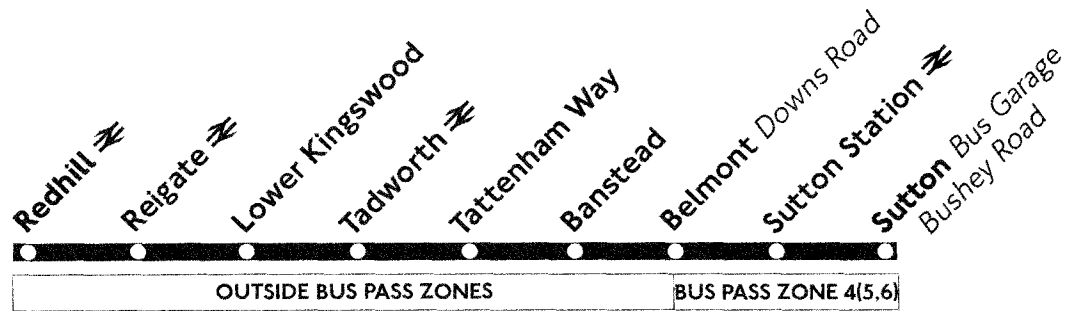 Redhill
Reigate
Lower Kingswood
Tadworth
Tattenham Way
Banstead
Belmont Downs Road
Sutton Station
Sutton Bus Garage
Bushey Road
OUTSIDE BUS PASS ZONES
BUS PASS ZONE 4(5,6)